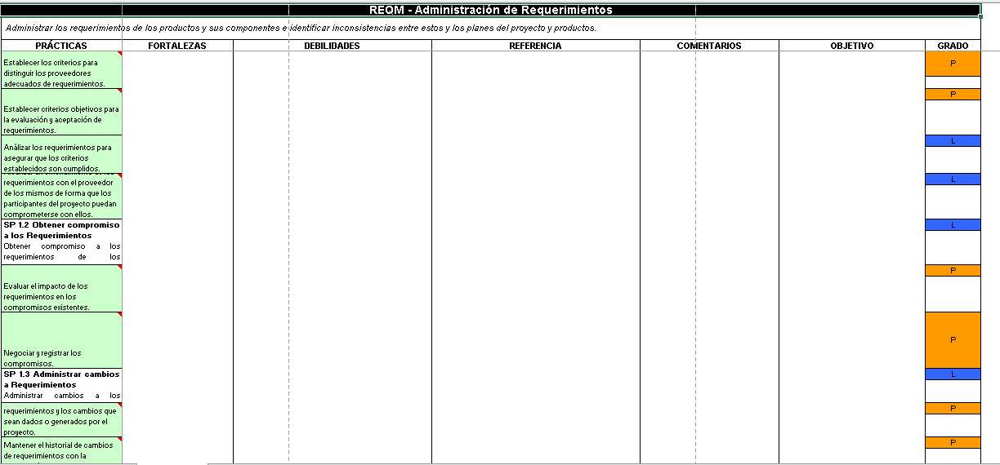 REQM - Administración de Requerimientos
Administrar los requerimientos de los productos y sus componentes e identificar inconsistencias entre estos y los planes del proyecto y productos.
PRÁCTICAS FORTALEZAS DEBILIDADES REFERENCIA COMENTARIOS OBJETIVO GRADO
Establecer los criterios para
distinguir los proveedores
adecuados de requerimientos.
P
Establecer criterios objetivos para
la evaluación y aceptación de
requerimientos.
P
Análizar los requerimientos para
asegurar que los criterios
establecidos son cumplidos.
L
requerimientos con el proveedor
de los mismos de forma que los
participantes del proyecto puedan
comprometerse con ellos.
L
SP 1.2 Obtener compromiso
a los Requerimientos
Obtener compromiso a los
requerimientos de los
L
Evaluar el impacto de los
requerimientos en los
compromisos existentes.
P
Negociar y registrar los
compromisos.
P
SP 1.3 Administrar cambios
a Requerimientos
Administrar cambios a los
L
requerimientos y los cambios que
sean dados o generados por el
proyecto.
P
Mantener el historial de cambios
de requerimientos con la
P